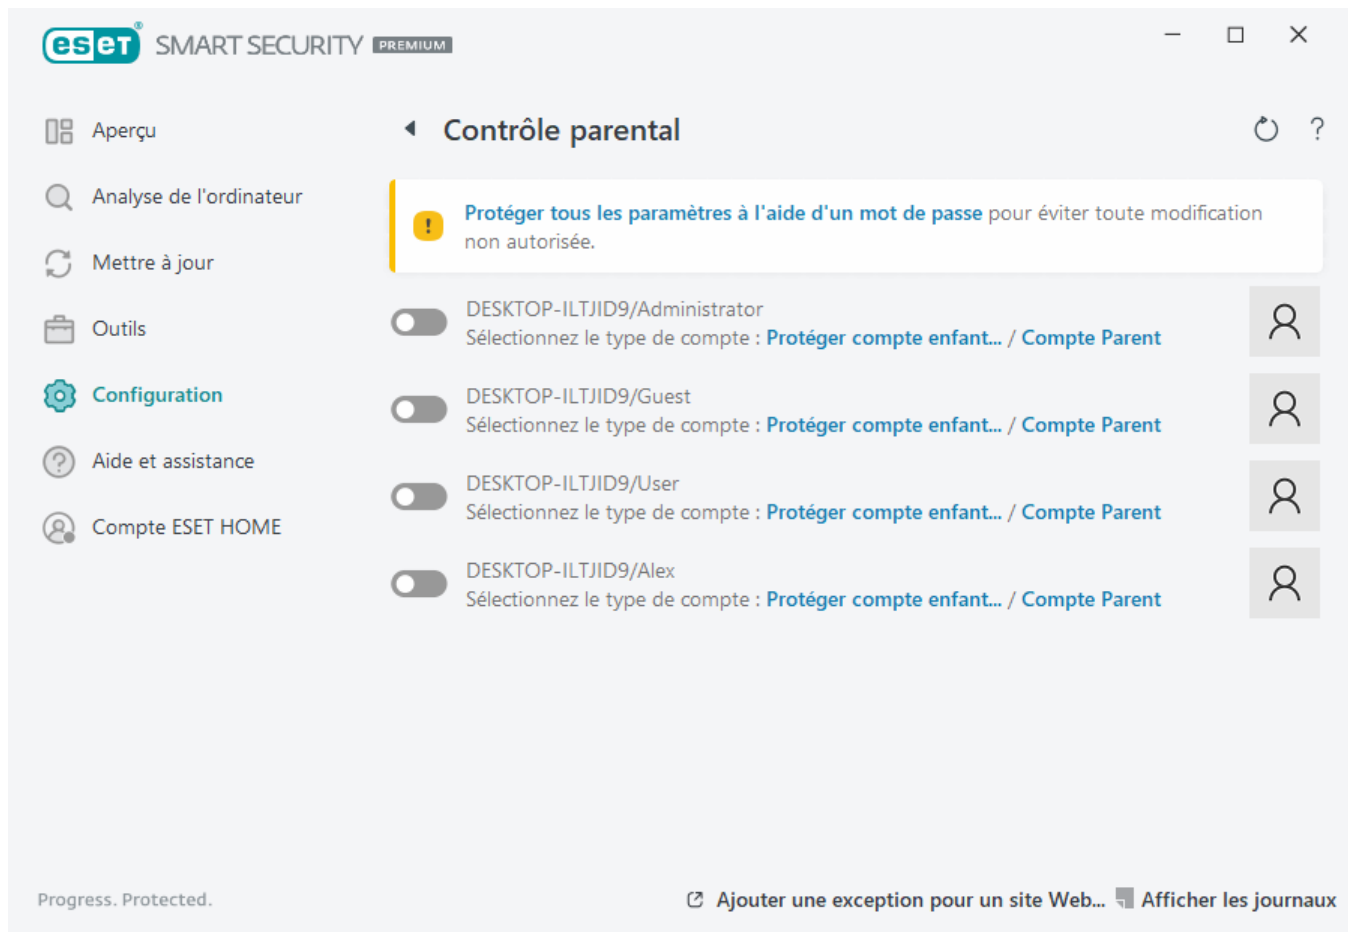 eset® SMART SECURITY PREMIUM
Aperçu
Analyse de l'ordinateur
Mettre à jour
Outils
Configuration
Aide et assistance
Compte ESET HOME
Contrôle parental
?
Protéger tous les paramètres à l'aide d'un mot de passe pour éviter toute modification
non autorisée.
DESKTOP-ILTJID9/Administrator
Sélectionnez le type de compte : Protéger compte enfant... / Compte Parent
DESKTOP-ILTJID9/Guest
Sélectionnez le type de compte : Protéger compte enfant... / Compte Parent
DESKTOP-ILTJID9/User
Sélectionnez le type de compte : Protéger compte enfant... / Compte Parent
DESKTOP-ILTJID9/Alex
Sélectionnez le type de compte : Protéger compte enfant... / Compte Parent
Progress. Protected.
Ajouter une exception pour un site Web... Afficher les journaux